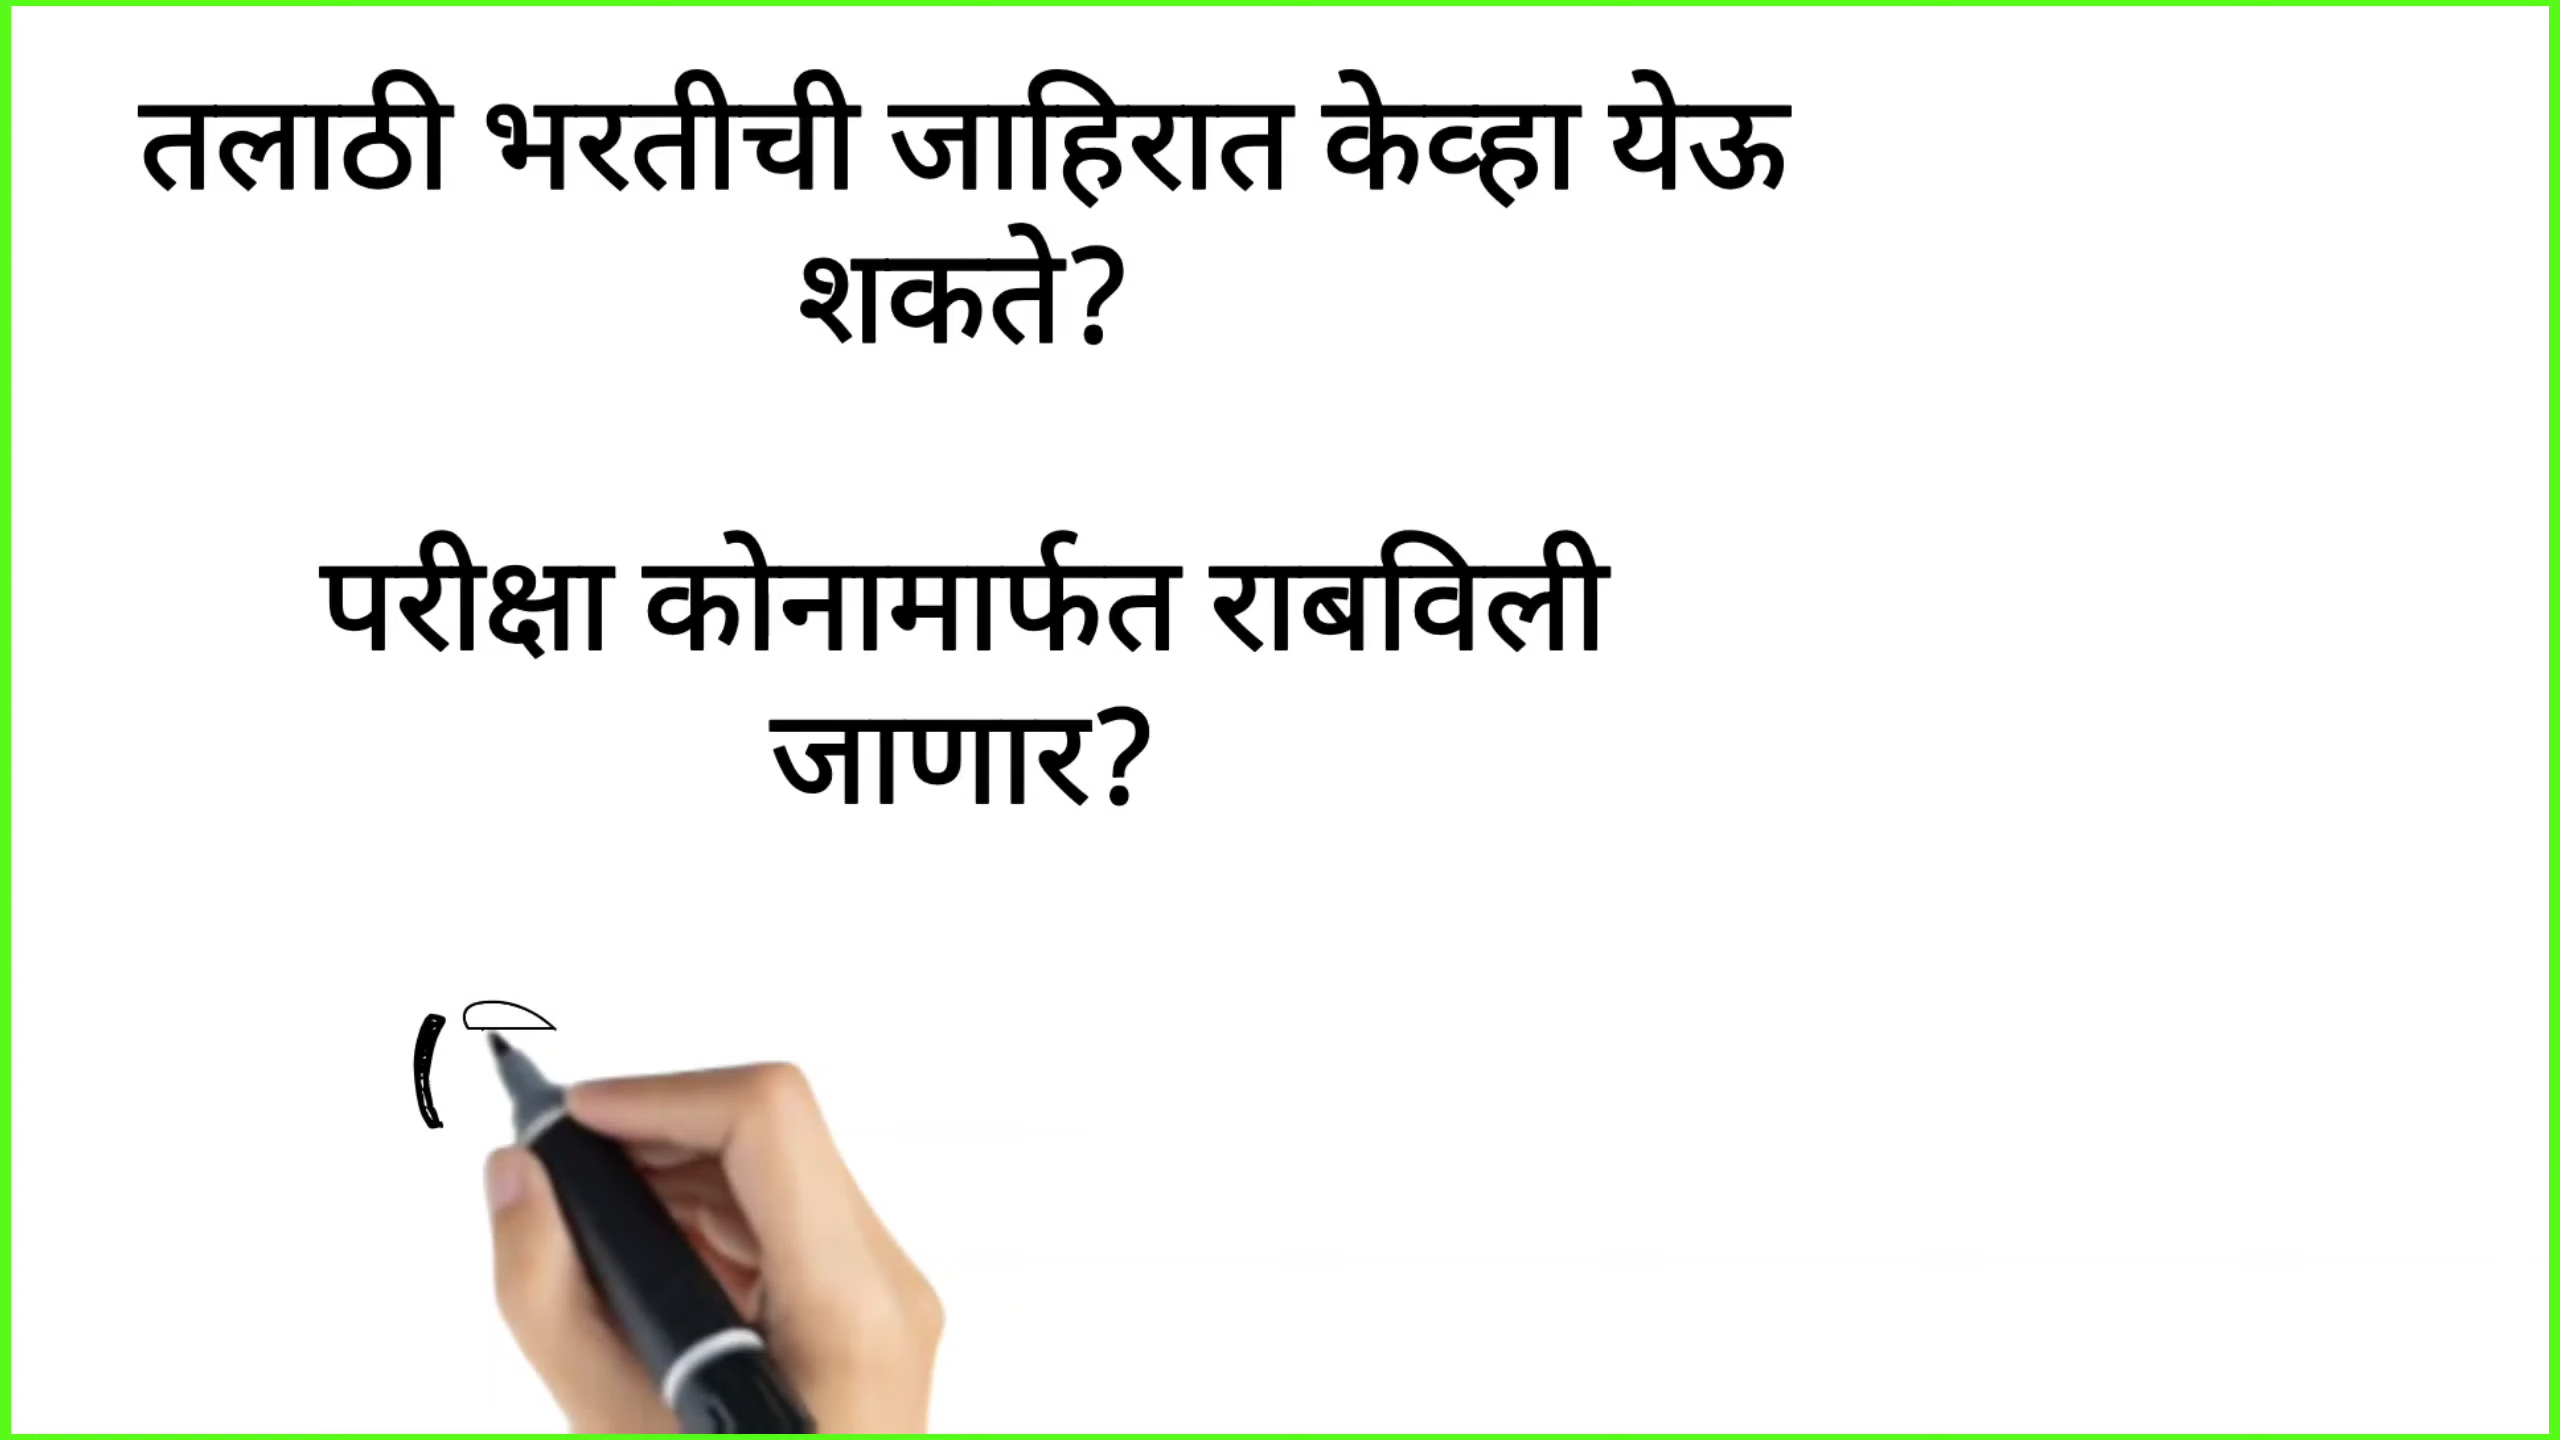 तलाठी भरतीची जाहिरात केव्हा येऊ
शकते?
परीक्षा कोनामार्फत राबविली
जाणार?
(